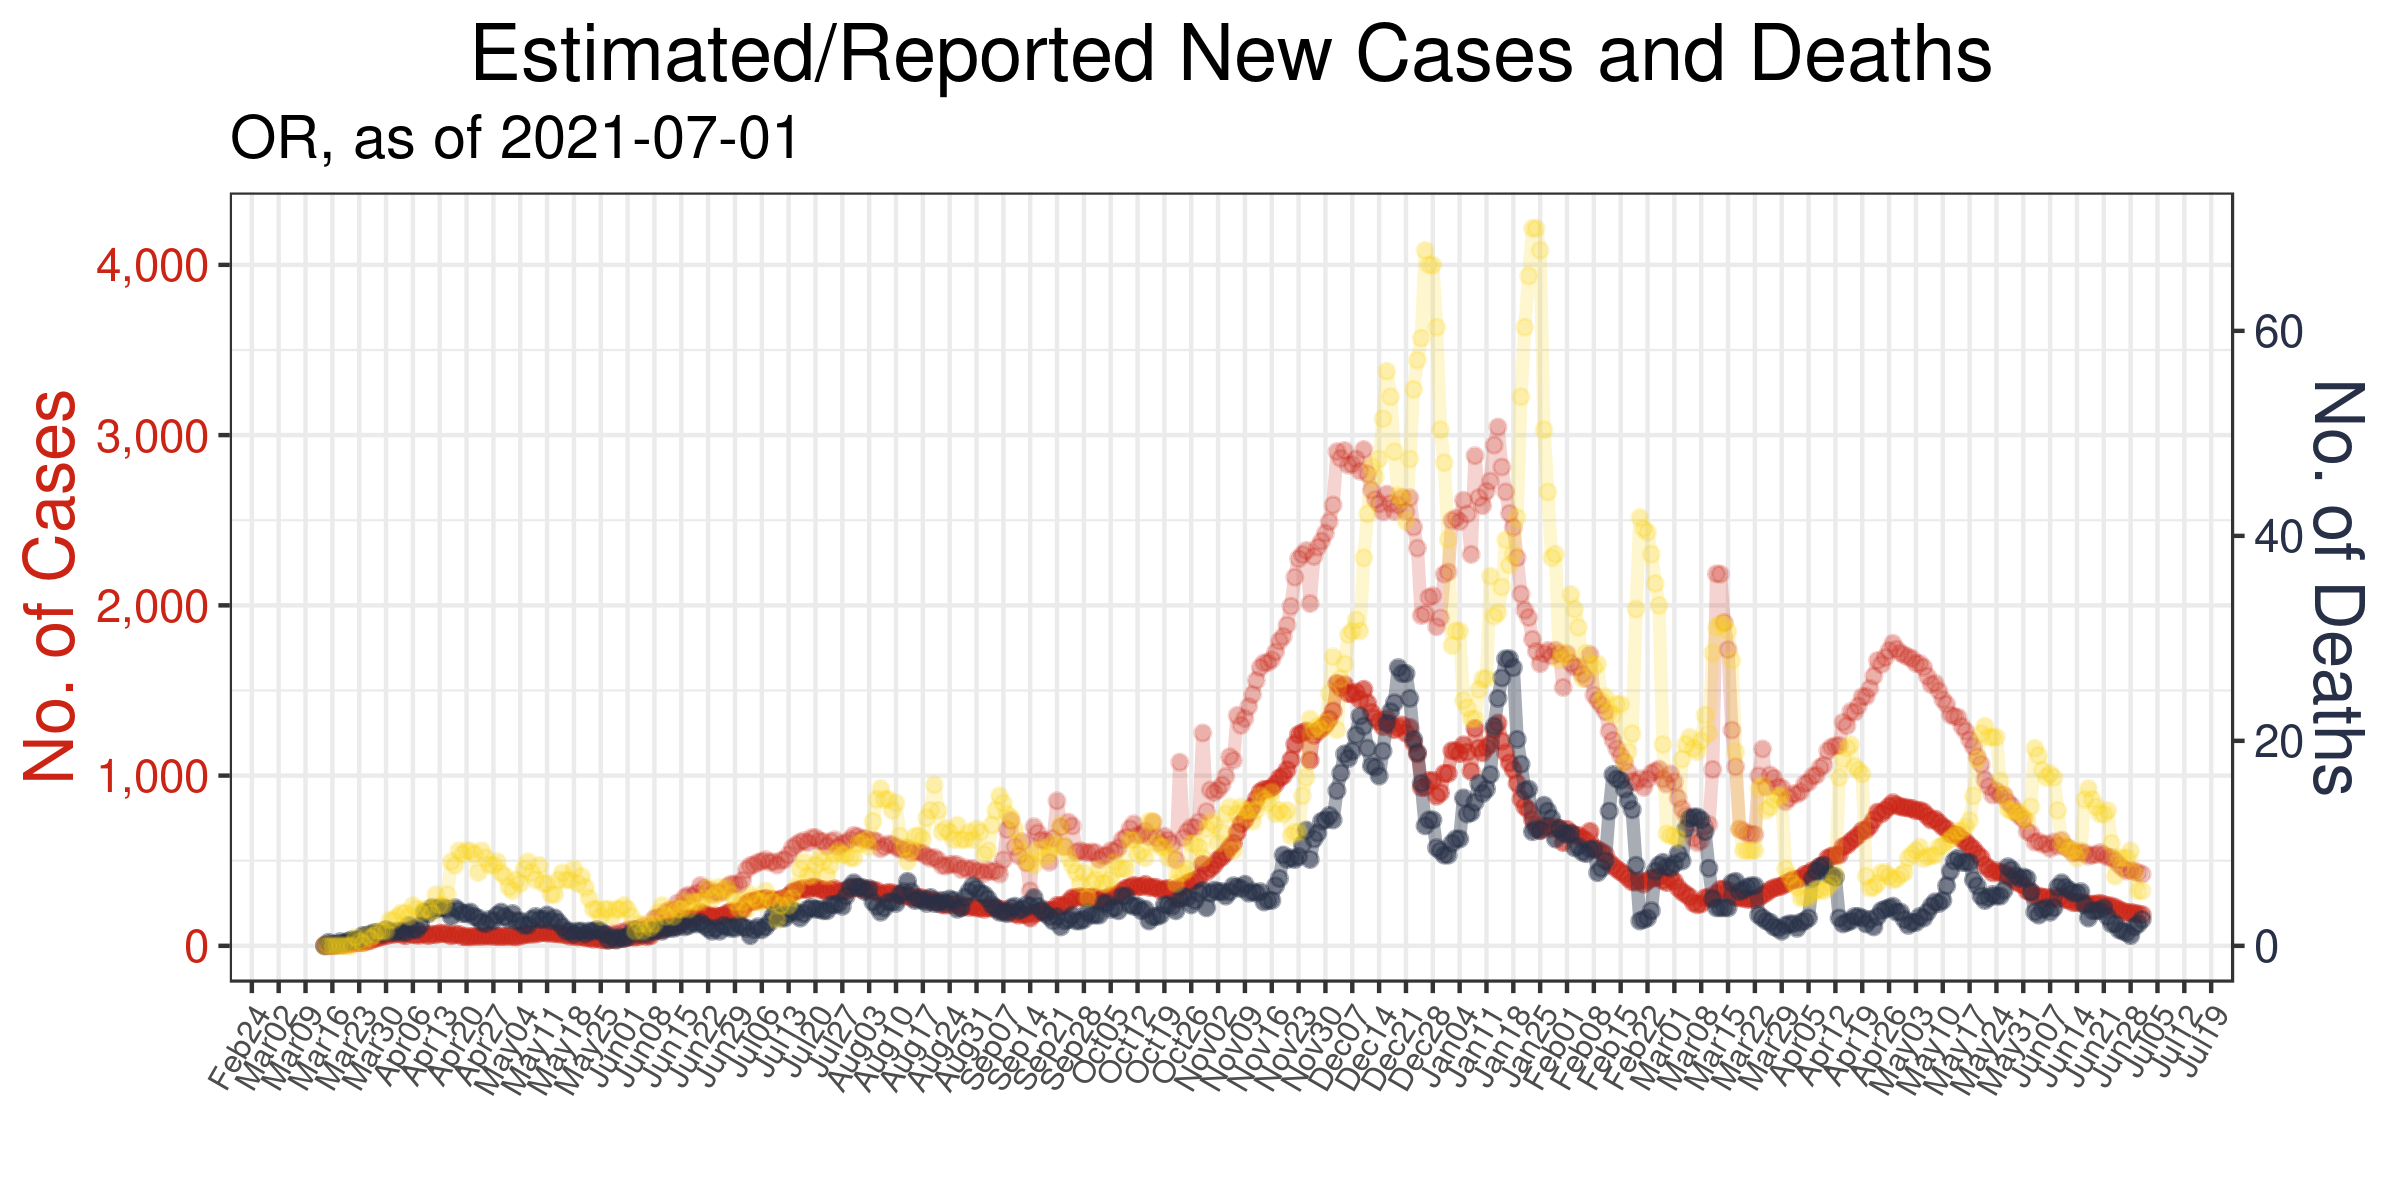 Estimated/Reported New Cases and Deaths
OR, as of 2021-07-01
No. of Cases
4,000
3,000
2,000
1,000
0
60
40
20
0
No. of Deaths
Feb24
Mar02
Mar09
Mar16
Mar23
Mar30
Apr06
Apr13
Apr20
Apr27
May04
May11
May18
May25
Jun01
Jun08
Jun15
Jun22
Jun29
Jul06
Jul13
Jul20
Jul27
Aug03
Aug10
Aug17
Aug24
Aug31
Sep07
Sep14
Sep21
Sep28
Oct05
Oct12
Oct19
Oct26
Nov02
Nov09
Nov16
Nov23
Nov30
Dec07
Dec14
Dec21
Dec28
Jan04
Jan11
Jan18
Jan25
Feb01
Feb08
Feb15
Feb22
Mar01
Mar08
Mar15
Mar22
Mar29
Apr05
Apr12
Apr19
Apr26
May03
May10
May17
May24
May31
Jun07
Jun14
Jun21
Jun28
Jul05
Jul12
Jul19